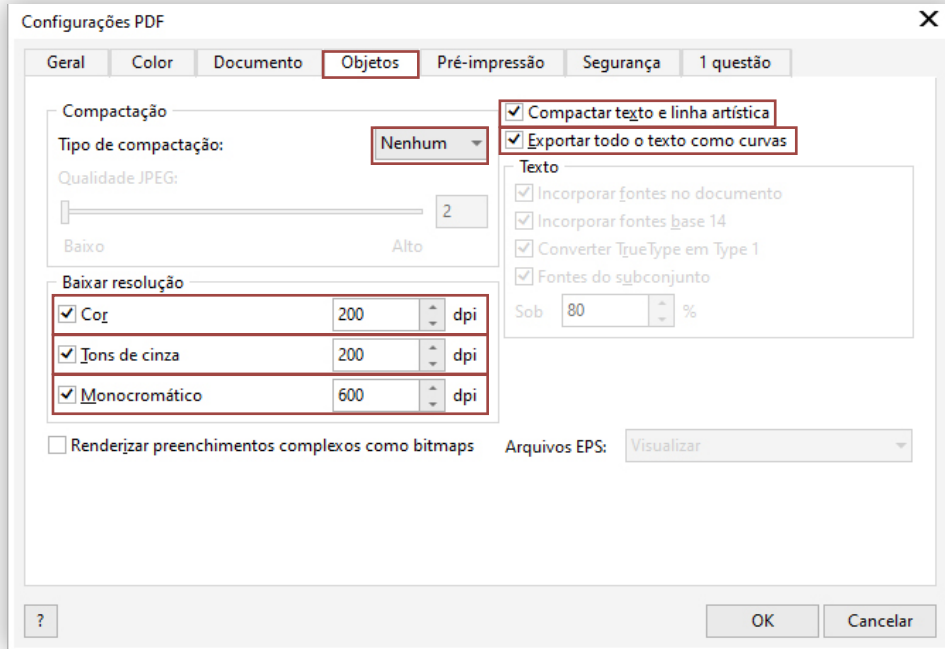 Configurações PDF
Geral Color Documento Objetos Pré-impressão Segurança 1 questão
Compactação
Tipo de compactação: Nenhum
Qualidade JPEG:
2
Baixo Alto
Baixar resolução
Cor 200 dpi
Tons de cinza 200 dpi
Monocromático 600 dpi
Renderizar preenchimentos complexos como bitmaps
Compactar texto e linha artística
Exportar todo o texto como curvas
Texto
Incorporar fontes no documento
Incorporar fontes base 14
Converter TrueType em Type 1
Fontes do subconjunto
Sob 80 %
Arquivos EPS: Visualizar
? OK Cancelar